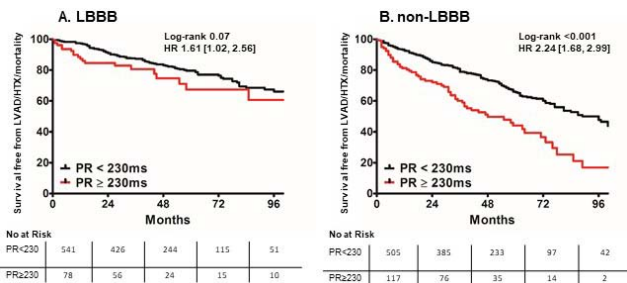 A. LBBB
Log-rank 0.07
HR 1.61 [1.02, 2.56]
Survival free from LVAD/HTX/mortality
100
80
60
40
20
0
PR < 230ms
PR ≥ 230ms
0 24 48 72 96
Months
No at Risk
PR<230 541 426 244 115 51
PR≥230 78 56 24 15 10
B. non-LBBB
Log-rank <0.001
HR 2.24 [1.68, 2.99]
Survival free from LVAD/HTX/mortality
100
80
60
40
20
0
PR < 230ms
PR ≥ 230ms
0 24 48 72 96
Months
No at Risk
PR<230 505 385 233 97 42
PR≥230 117 76 35 14 2